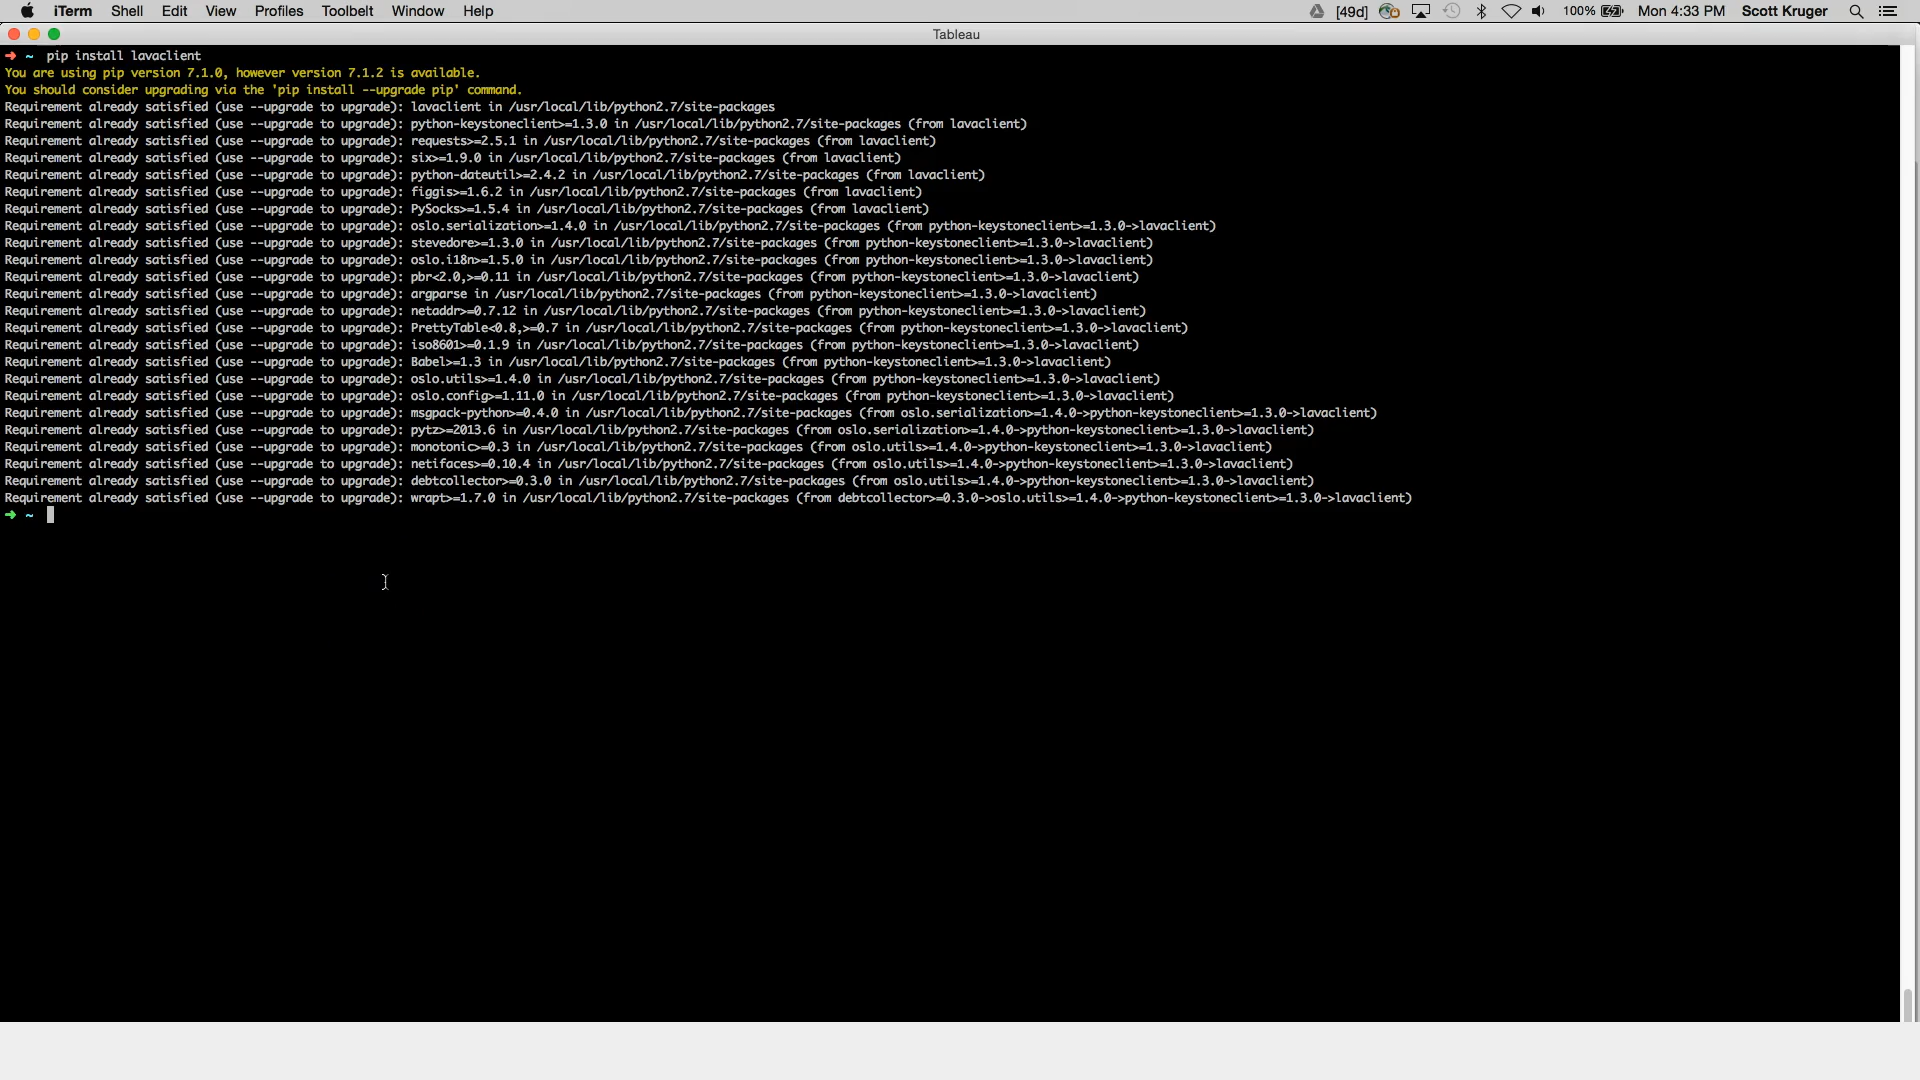 iTerm Shell Edit View Profiles Toolbelt Window Help [49d] 100% Mon 4:33 PM Scott Kruger
Tableau
➜ ~ pip install lavaclient
You are using pip version 7.1.0, however version 7.1.2 is available.
You should consider upgrading via the 'pip install --upgrade pip' command.
Requirement already satisfied (use --upgrade to upgrade): lavaclient in /usr/local/lib/python2.7/site-packages
Requirement already satisfied (use --upgrade to upgrade): python-keystoneclient>=1.3.0 in /usr/local/lib/python2.7/site-packages (from lavaclient)
Requirement already satisfied (use --upgrade to upgrade): requests>=2.5.1 in /usr/local/lib/python2.7/site-packages (from lavaclient)
Requirement already satisfied (use --upgrade to upgrade): six>=1.9.0 in /usr/local/lib/python2.7/site-packages (from lavaclient)
Requirement already satisfied (use --upgrade to upgrade): python-dateutil>=2.4.2 in /usr/local/lib/python2.7/site-packages (from lavaclient)
Requirement already satisfied (use --upgrade to upgrade): figgis>=1.6.2 in /usr/local/lib/python2.7/site-packages (from lavaclient)
Requirement already satisfied (use --upgrade to upgrade): PySocks>=1.5.4 in /usr/local/lib/python2.7/site-packages (from lavaclient)
Requirement already satisfied (use --upgrade to upgrade): oslo.serialization>=1.4.0 in /usr/local/lib/python2.7/site-packages (from python-keystoneclient>=1.3.0->lavaclient)
Requirement already satisfied (use --upgrade to upgrade): stevedore>=1.3.0 in /usr/local/lib/python2.7/site-packages (from python-keystoneclient>=1.3.0->lavaclient)
Requirement already satisfied (use --upgrade to upgrade): oslo.i18n>=1.5.0 in /usr/local/lib/python2.7/site-packages (from python-keystoneclient>=1.3.0->lavaclient)
Requirement already satisfied (use --upgrade to upgrade): pbr<2.0,>=0.11 in /usr/local/lib/python2.7/site-packages (from python-keystoneclient>=1.3.0->lavaclient)
Requirement already satisfied (use --upgrade to upgrade): argparse in /usr/local/lib/python2.7/site-packages (from python-keystoneclient>=1.3.0->lavaclient)
Requirement already satisfied (use --upgrade to upgrade): netaddr>=0.7.12 in /usr/local/lib/python2.7/site-packages (from python-keystoneclient>=1.3.0->lavaclient)
Requirement already satisfied (use --upgrade to upgrade): PrettyTable<0.8,>=0.7 in /usr/local/lib/python2.7/site-packages (from python-keystoneclient>=1.3.0->lavaclient)
Requirement already satisfied (use --upgrade to upgrade): iso8601>=0.1.9 in /usr/local/lib/python2.7/site-packages (from python-keystoneclient>=1.3.0->lavaclient)
Requirement already satisfied (use --upgrade to upgrade): Babel>=1.3 in /usr/local/lib/python2.7/site-packages (from python-keystoneclient>=1.3.0->lavaclient)
Requirement already satisfied (use --upgrade to upgrade): oslo.utils>=1.4.0 in /usr/local/lib/python2.7/site-packages (from python-keystoneclient>=1.3.0->lavaclient)
Requirement already satisfied (use --upgrade to upgrade): oslo.config>=1.11.0 in /usr/local/lib/python2.7/site-packages (from python-keystoneclient>=1.3.0->lavaclient)
Requirement already satisfied (use --upgrade to upgrade): msgpack-python>=0.4.0 in /usr/local/lib/python2.7/site-packages (from oslo.serialization>=1.4.0->python-keystoneclient>=1.3.0->lavaclient)
Requirement already satisfied (use --upgrade to upgrade): pytz>=2013.6 in /usr/local/lib/python2.7/site-packages (from oslo.serialization>=1.4.0->python-keystoneclient>=1.3.0->lavaclient)
Requirement already satisfied (use --upgrade to upgrade): monotonic>=0.3 in /usr/local/lib/python2.7/site-packages (from oslo.utils>=1.4.0->python-keystoneclient>=1.3.0->lavaclient)
Requirement already satisfied (use --upgrade to upgrade): netifaces>=0.10.4 in /usr/local/lib/python2.7/site-packages (from oslo.utils>=1.4.0->python-keystoneclient>=1.3.0->lavaclient)
Requirement already satisfied (use --upgrade to upgrade): debtcollector>=0.3.0 in /usr/local/lib/python2.7/site-packages (from oslo.utils>=1.4.0->python-keystoneclient>=1.3.0->lavaclient)
Requirement already satisfied (use --upgrade to upgrade): wrapt>=1.7.0 in /usr/local/lib/python2.7/site-packages (from debtcollector>=0.3.0->oslo.utils>=1.4.0->python-keystoneclient>=1.3.0->lavaclient)
➜ ~